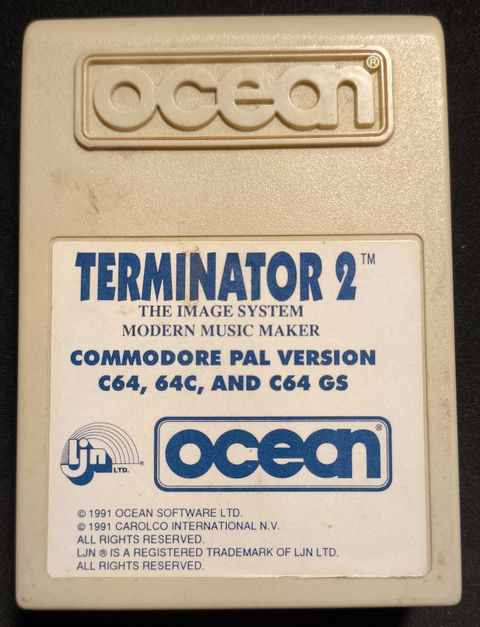 ocean®
TERMINATOR 2™
THE IMAGE SYSTEM
MODERN MUSIC MAKER
COMMODORE PAL VERSION
C64, 64C, AND C64 GS
ljn LTD. ®
ocean®
© 1991 OCEAN SOFTWARE LTD.
© 1991 CAROLCO INTERNATIONAL N.V.
ALL RIGHTS RESERVED.
LJN ® IS A REGISTERED TRADEMARK OF LJN LTD.
ALL RIGHTS RESERVED.